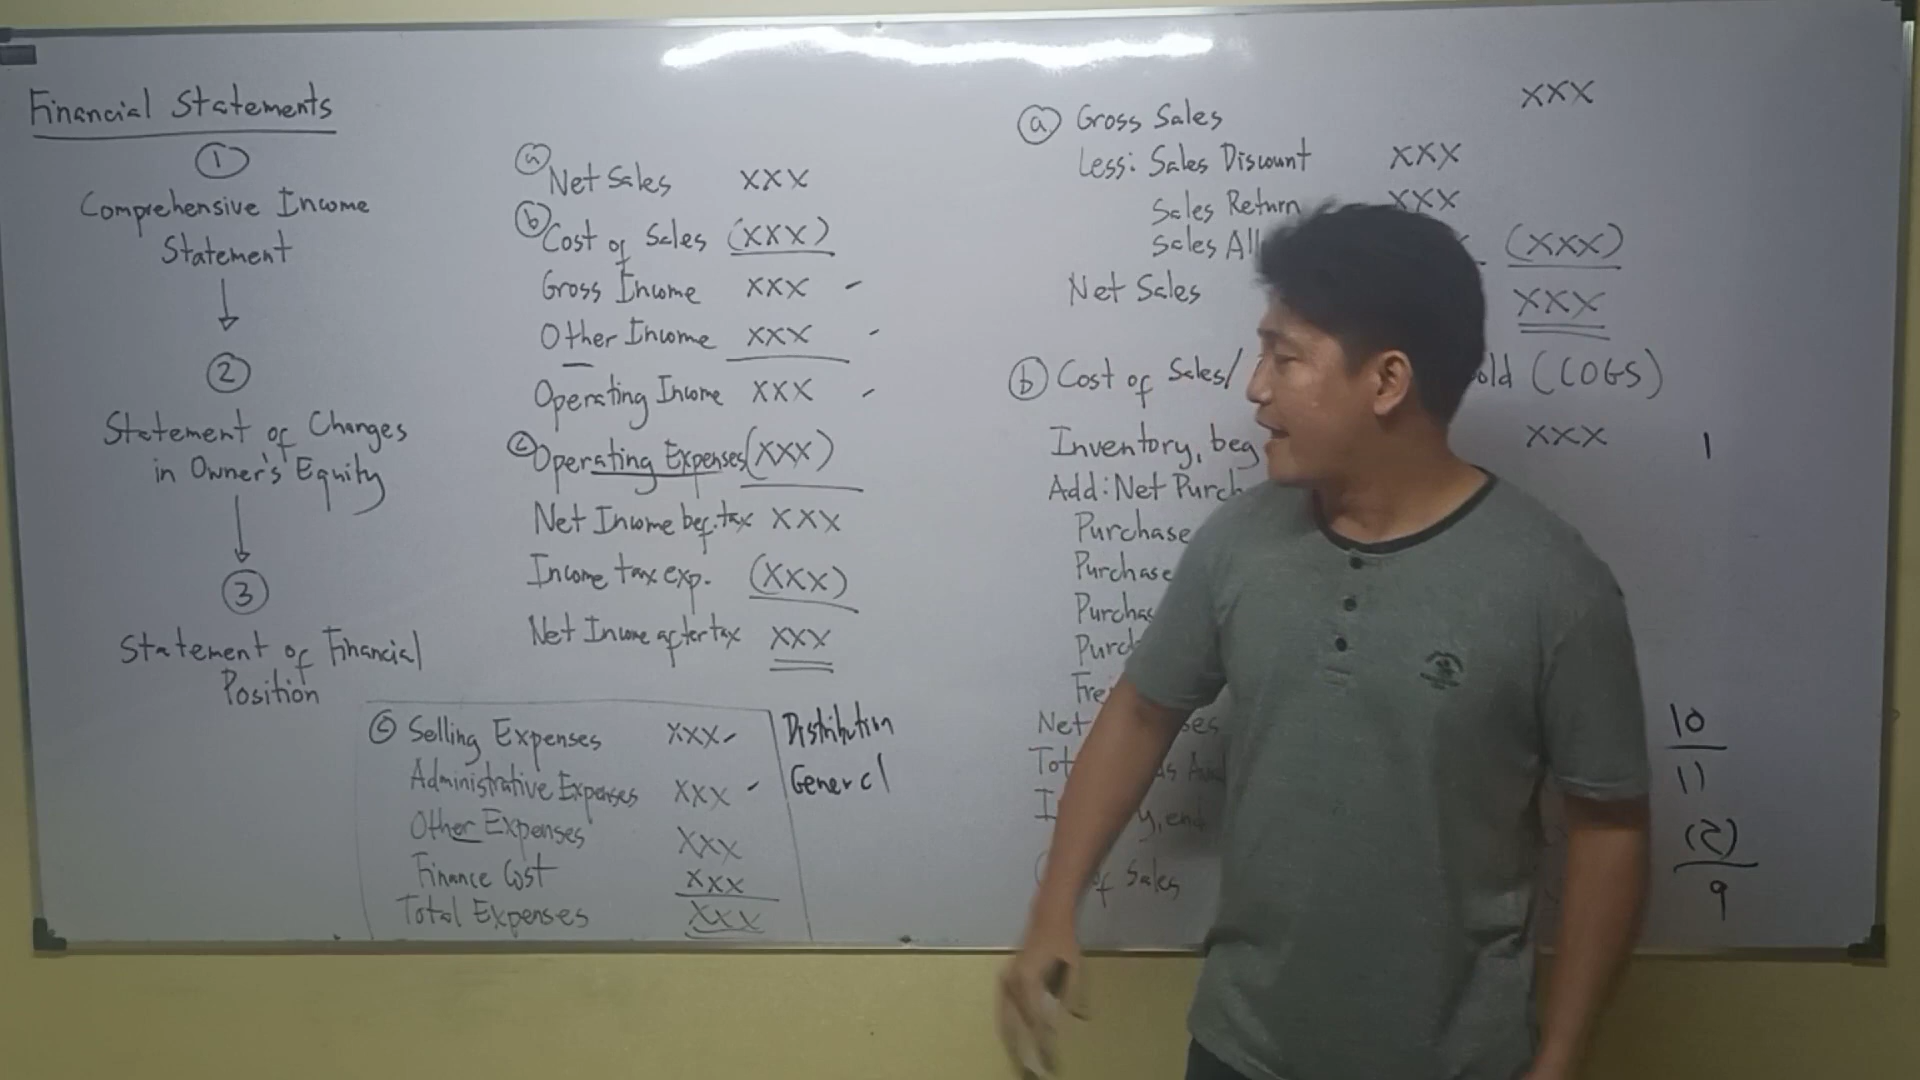 Financial Statements
①
Comprehensive Income
Statement
②
Statement of Changes
in Owner's Equity
③
Statement of Financial
Position
ⓐ Net Sales XXX
ⓑ Cost of Sales (XXX)
Gross Income XXX -
Other Income XXX -
Operating Income XXX -
ⓒ Operating Expenses (XXX)
Net Income bef. tax XXX
Income tax exp. (XXX)
Net Income after tax XXX
ⓒ Selling Expenses XXX - Distribution
Administrative Expenses XXX - General
Other Expenses XXX
Finance Cost XXX
Total Expenses XXX
ⓐ Gross Sales XXX
Less: Sales Discount XXX
Sales Return XXX
Sales All (XXX)
Net Sales XXX
ⓑ Cost of Sales/ old (COGS)
Inventory, beg XXX 1
Add: Net Purch
Purchase
Purchase
Purchas
Purch
Fre
Net ses 10
Tot ds Avail 11
I y, end (2)
of Sales 9